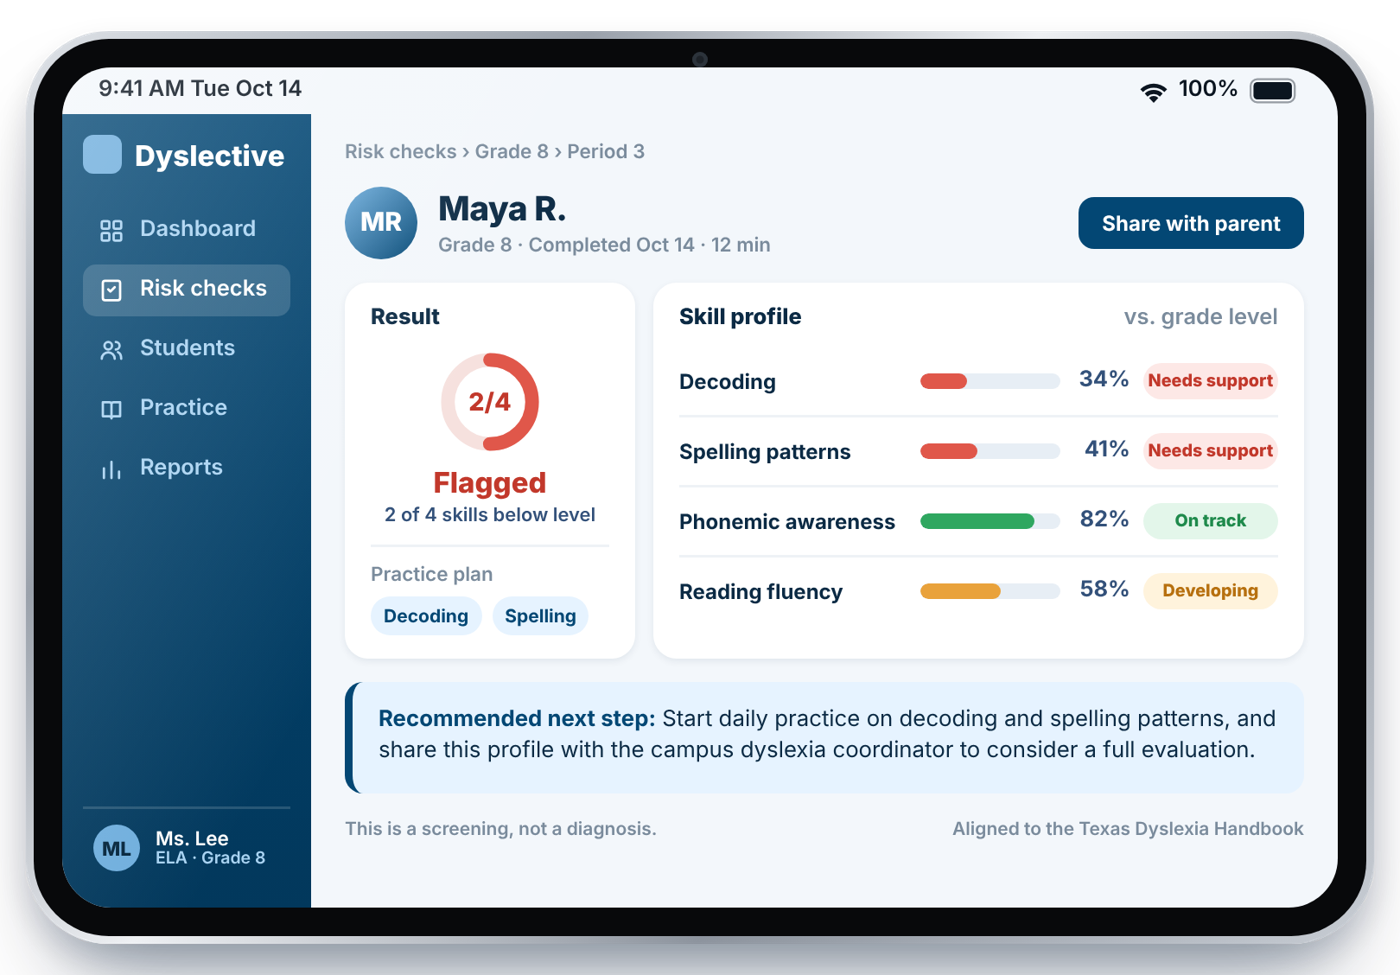 9:41 AM Tue Oct 14
100%
Dyslective
Dashboard
Risk checks
Students
Practice
Reports
ML
Ms. Lee
ELA · Grade 8
Risk checks › Grade 8 › Period 3
MR
Maya R.
Grade 8 · Completed Oct 14 · 12 min
Share with parent
Result
2/4
Flagged
2 of 4 skills below level
Practice plan
Decoding
Spelling
Skill profile
vs. grade level
Decoding 34% Needs support
Spelling patterns 41% Needs support
Phonemic awareness 82% On track
Reading fluency 58% Developing
Recommended next step: Start daily practice on decoding and spelling patterns, and
share this profile with the campus dyslexia coordinator to consider a full evaluation.
This is a screening, not a diagnosis.
Aligned to the Texas Dyslexia Handbook